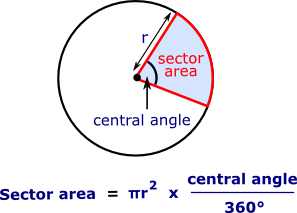 r
sector
area
central angle
Sector area = πr² x central angle
360°